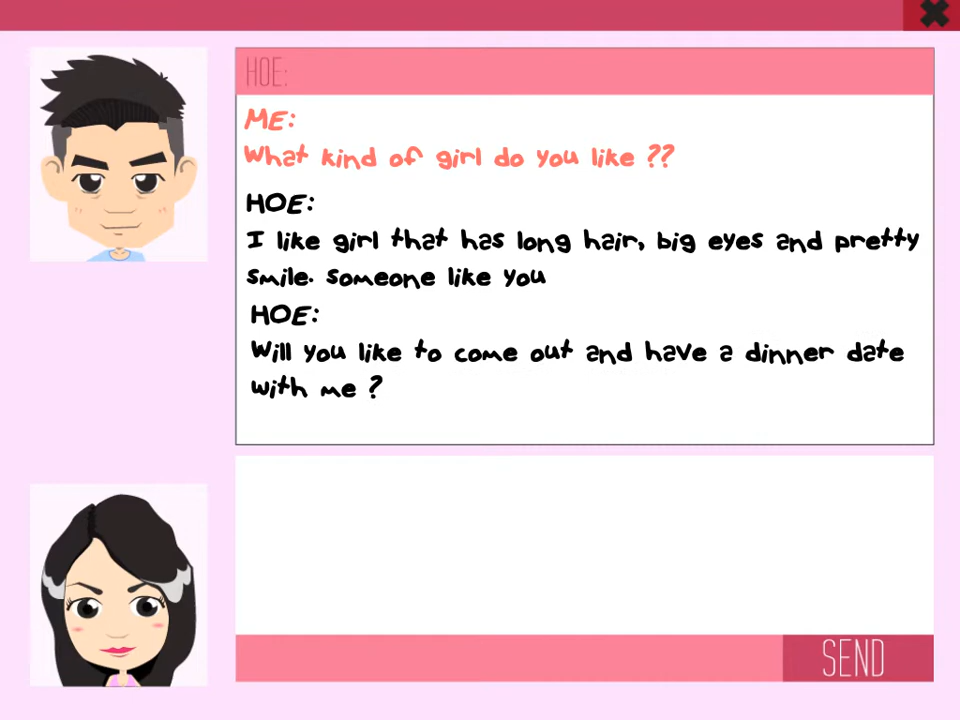 HOE:
ME:
What kind of girl do you like ??
HOE:
I like girl that has long hair, big eyes and pretty
smile. someone like you
HOE:
Will you like to come out and have a dinner date
with me ?
SEND